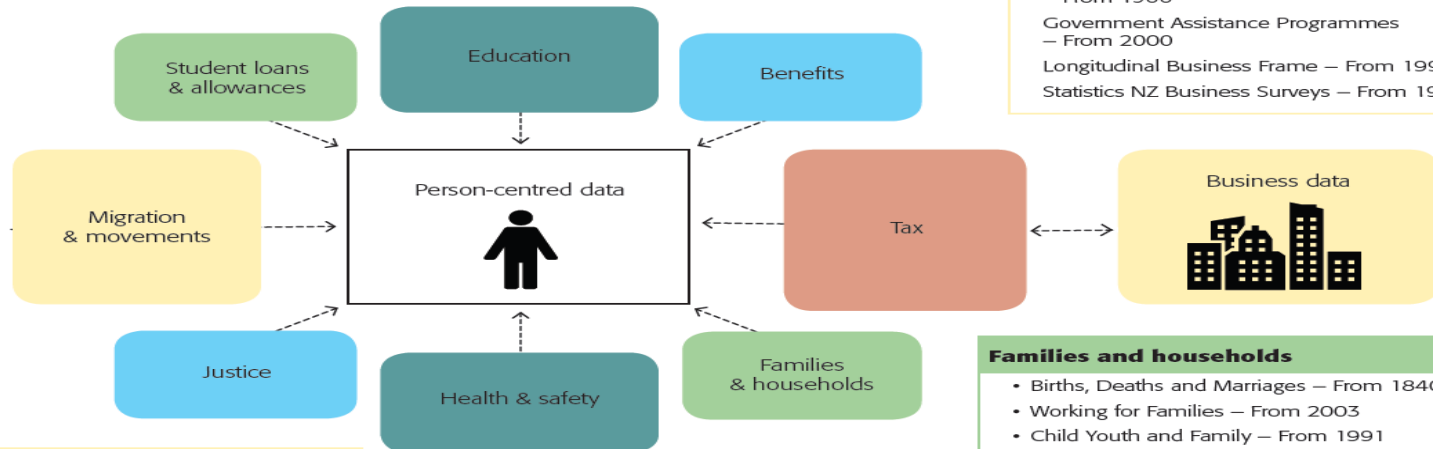 Government Assistance Programmes
– From 2000
Longitudinal Business Frame – From
Statistics NZ Business Surveys – From
Education
Student loans
& allowances
Benefits
Person-centred data
Migration
& movements
Tax
Business data
Justice
Health & safety
Families
& households
Families and households
• Births, Deaths and Marriages – From 1840
• Working for Families – From 2003
• Child Youth and Family – From 1991